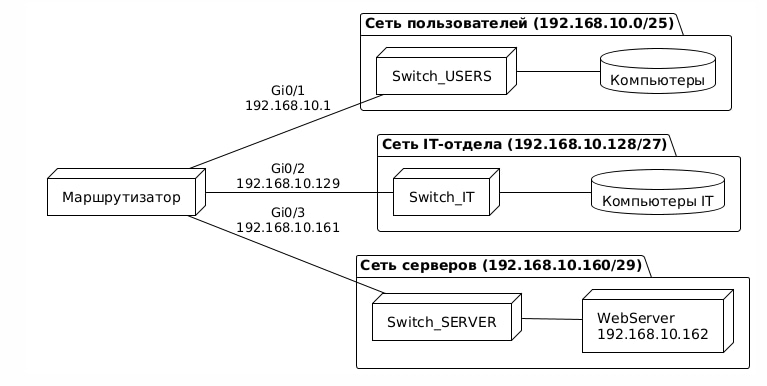 Сеть пользователей (192.168.10.0/25)
Switch_USERS
Компьютеры
Gi0/1
192.168.10.1
Сеть IT-отдела (192.168.10.128/27)
Маршрутизатор
Gi0/2
192.168.10.129
Switch_IT
Компьютеры IT
Gi0/3
192.168.10.161
Сеть серверов (192.168.10.160/29)
Switch_SERVER
WebServer
192.168.10.162